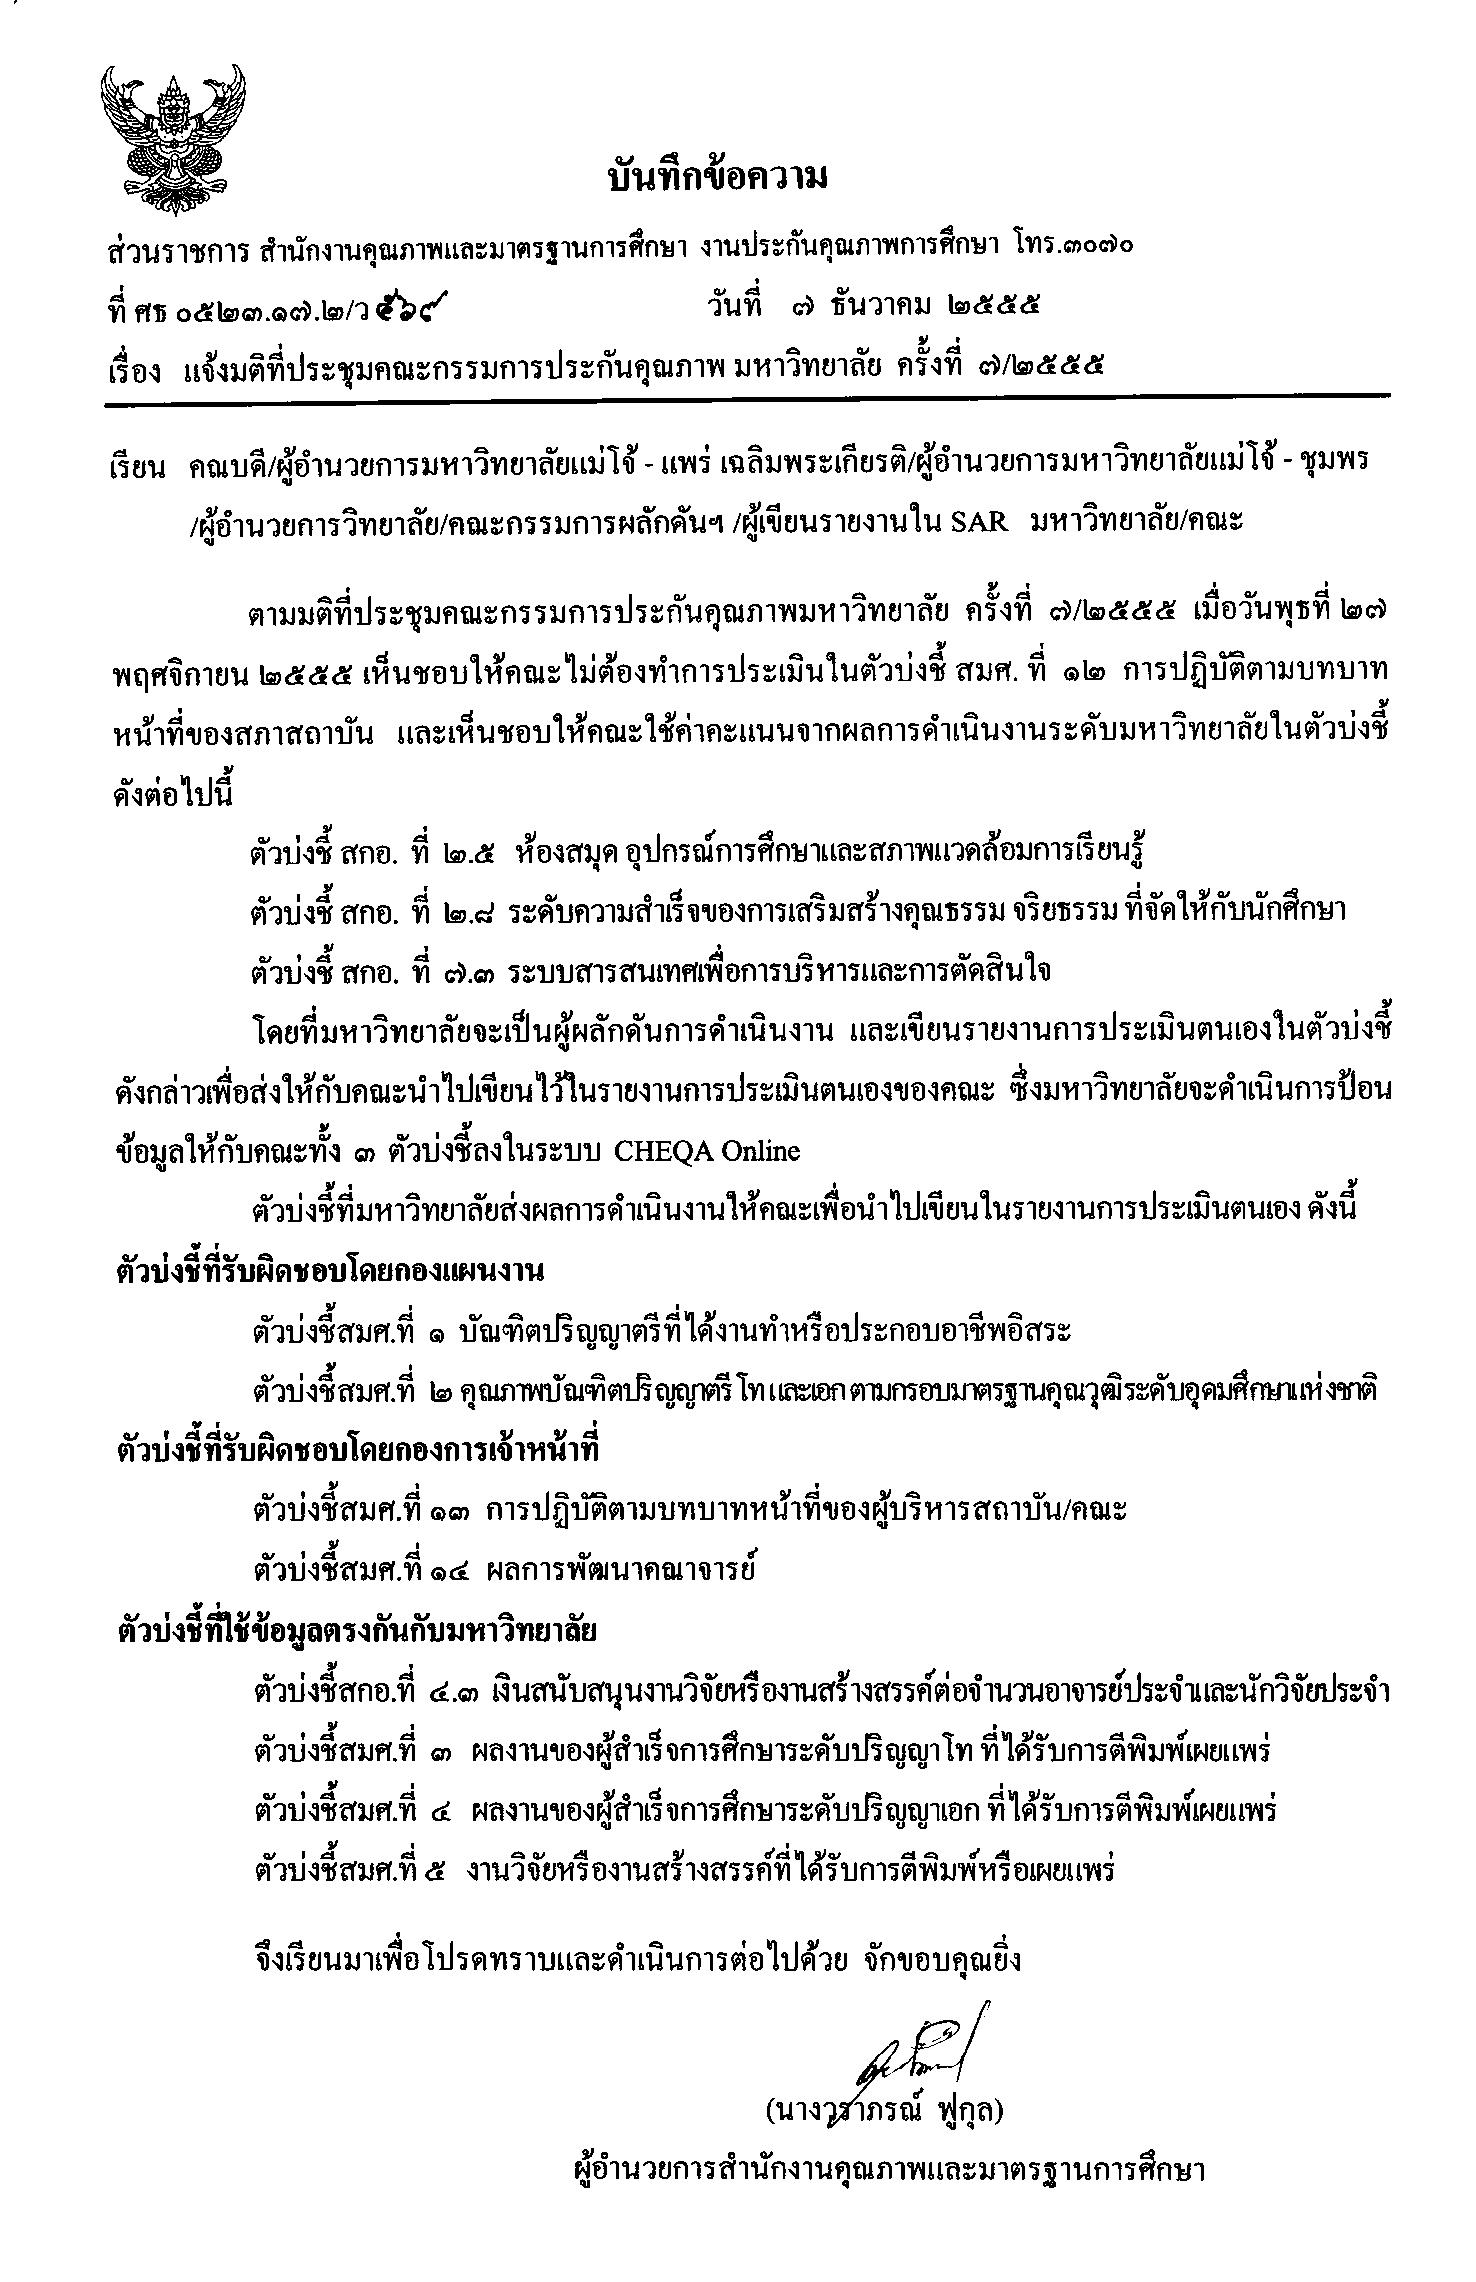 บันทึกข้อความ
ส่วนราชการ สำนักงานคุณภาพและมาตรฐานการศึกษา งานประกันคุณภาพการศึกษา โทร.๓๐๗๐
ที่ ศธ ๐๕๒๓.๑๗.๒/ว ๕๖๙ วันที่ ๗ ธันวาคม ๒๕๕๕
เรื่อง แจ้งมติที่ประชุมคณะกรรมการประกันคุณภาพ มหาวิทยาลัย ครั้งที่ ๗/๒๕๕๕
เรียน คณบดี/ผู้อำนวยการมหาวิทยาลัยแม่โจ้ - แพร่ เฉลิมพระเกียรติ/ผู้อำนวยการมหาวิทยาลัยแม่โจ้ - ชุมพร
/ผู้อำนวยการวิทยาลัย/คณะกรรมการผลักดันฯ /ผู้เขียนรายงานใน SAR มหาวิทยาลัย/คณะ
ตามมติที่ประชุมคณะกรรมการประกันคุณภาพมหาวิทยาลัย ครั้งที่ ๗/๒๕๕๕ เมื่อวันพุธที่ ๒๗
พฤศจิกายน ๒๕๕๕ เห็นชอบให้คณะไม่ต้องทำการประเมินในตัวบ่งชี้ สมศ. ที่ ๑๒ การปฏิบัติตามบทบาท
หน้าที่ของสภาสถาบัน และเห็นชอบให้คณะใช้ค่าคะแนนจากผลการดำเนินงานระดับมหาวิทยาลัยในตัวบ่งชี้
ดังต่อไปนี้
ตัวบ่งชี้ สกอ. ที่ ๒.๕ ห้องสมุด อุปกรณ์การศึกษาและสภาพแวดล้อมการเรียนรู้
ตัวบ่งชี้ สกอ. ที่ ๒.๘ ระดับความสำเร็จของการเสริมสร้างคุณธรรม จริยธรรม ที่จัดให้กับนักศึกษา
ตัวบ่งชี้ สกอ. ที่ ๗.๓ ระบบสารสนเทศเพื่อการบริหารและการตัดสินใจ
โดยที่มหาวิทยาลัยจะเป็นผู้ผลักดันการดำเนินงาน และเขียนรายงานการประเมินตนเองในตัวบ่งชี้
ดังกล่าวเพื่อส่งให้กับคณะนำไปเขียนไว้ในรายงานการประเมินตนเองของคณะ ซึ่งมหาวิทยาลัยจะดำเนินการป้อน
ข้อมูลให้กับคณะทั้ง ๓ ตัวบ่งชี้ลงในระบบ CHEQA Online
ตัวบ่งชี้ที่มหาวิทยาลัยส่งผลการดำเนินงานให้คณะเพื่อนำไปเขียนในรายงานการประเมินตนเอง ดังนี้
ตัวบ่งชี้ที่รับผิดชอบโดยกองแผนงาน
ตัวบ่งชี้สมศ.ที่ ๑ บัณฑิตปริญญาตรีที่ได้งานทำหรือประกอบอาชีพอิสระ
ตัวบ่งชี้สมศ.ที่ ๒ คุณภาพบัณฑิตปริญญาตรี โท และเอก ตามกรอบมาตรฐานคุณวุฒิระดับอุดมศึกษาแห่งชาติ
ตัวบ่งชี้ที่รับผิดชอบโดยกองการเจ้าหน้าที่
ตัวบ่งชี้สมศ.ที่ ๑๓ การปฏิบัติตามบทบาทหน้าที่ของผู้บริหารสถาบัน/คณะ
ตัวบ่งชี้สมศ.ที่ ๑๔ ผลการพัฒนาคณาจารย์
ตัวบ่งชี้ที่ใช้ข้อมูลตรงกันกับมหาวิทยาลัย
ตัวบ่งชี้สกอ.ที่ ๔.๓ เงินสนับสนุนงานวิจัยหรืองานสร้างสรรค์ต่อจำนวนอาจารย์ประจำและนักวิจัยประจำ
ตัวบ่งชี้สมศ.ที่ ๓ ผลงานของผู้สำเร็จการศึกษาระดับปริญญาโท ที่ได้รับการตีพิมพ์เผยแพร่
ตัวบ่งชี้สมศ.ที่ ๔ ผลงานของผู้สำเร็จการศึกษาระดับปริญญาเอก ที่ได้รับการตีพิมพ์เผยแพร่
ตัวบ่งชี้สมศ.ที่ ๕ งานวิจัยหรืองานสร้างสรรค์ที่ได้รับการตีพิมพ์หรือเผยแพร่
จึงเรียนมาเพื่อโปรดทราบและดำเนินการต่อไปด้วย จักขอบคุณยิ่ง
(นางวราภรณ์ ฟูกุล)
ผู้อำนวยการสำนักงานคุณภาพและมาตรฐานการศึกษา